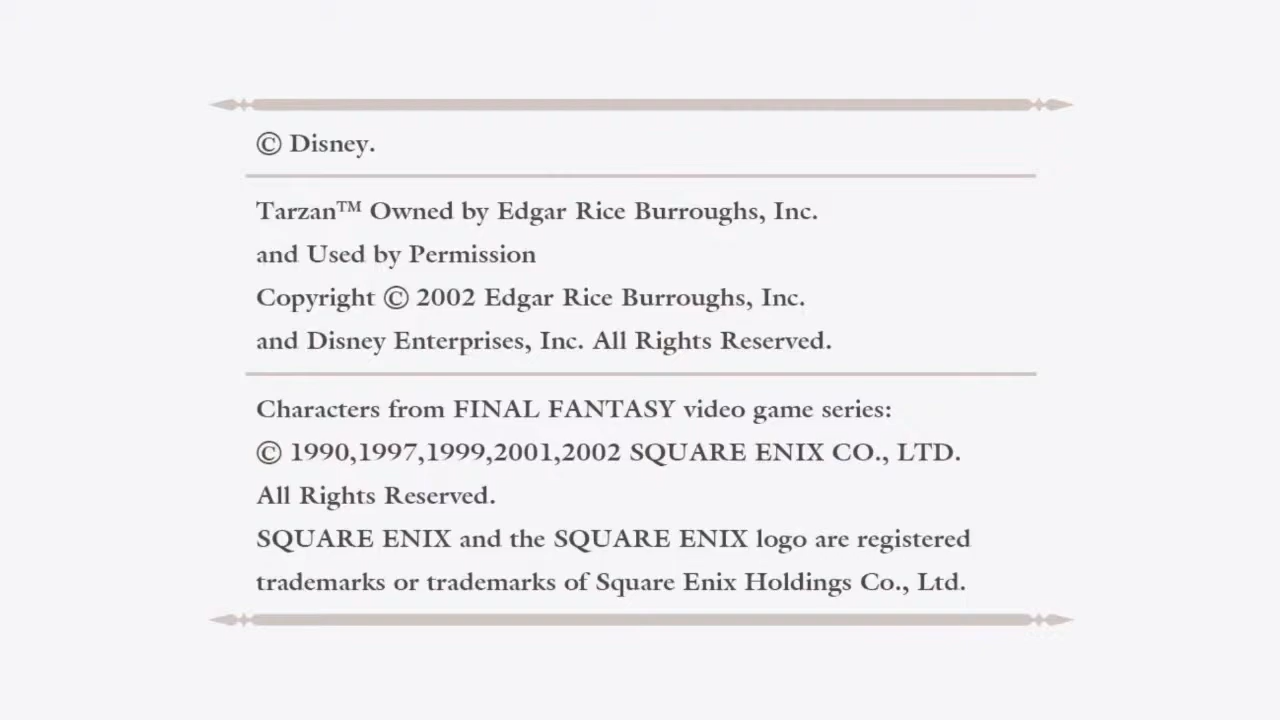 © Disney.
Tarzan™ Owned by Edgar Rice Burroughs, Inc.
and Used by Permission
Copyright © 2002 Edgar Rice Burroughs, Inc.
and Disney Enterprises, Inc. All Rights Reserved.
Characters from FINAL FANTASY video game series:
© 1990,1997,1999,2001,2002 SQUARE ENIX CO., LTD.
All Rights Reserved.
SQUARE ENIX and the SQUARE ENIX logo are registered
trademarks or trademarks of Square Enix Holdings Co., Ltd.